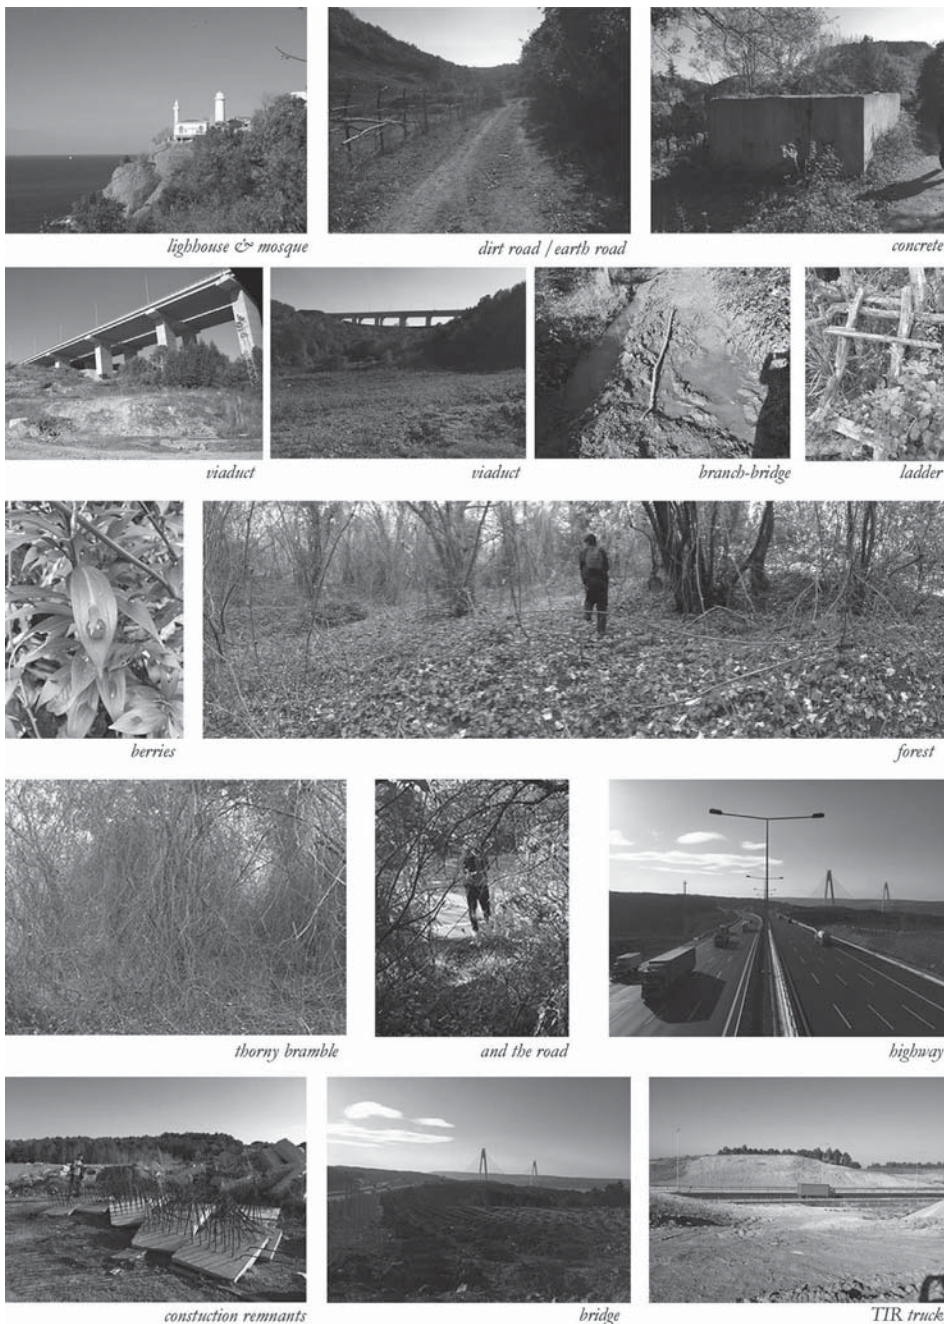 lighhouse & mosque
dirt road / earth road
concrete
viaduct
viaduct
branch-bridge
ladder
berries
forest
thorny bramble
and the road
highway
constuction remnants
bridge
TIR truck